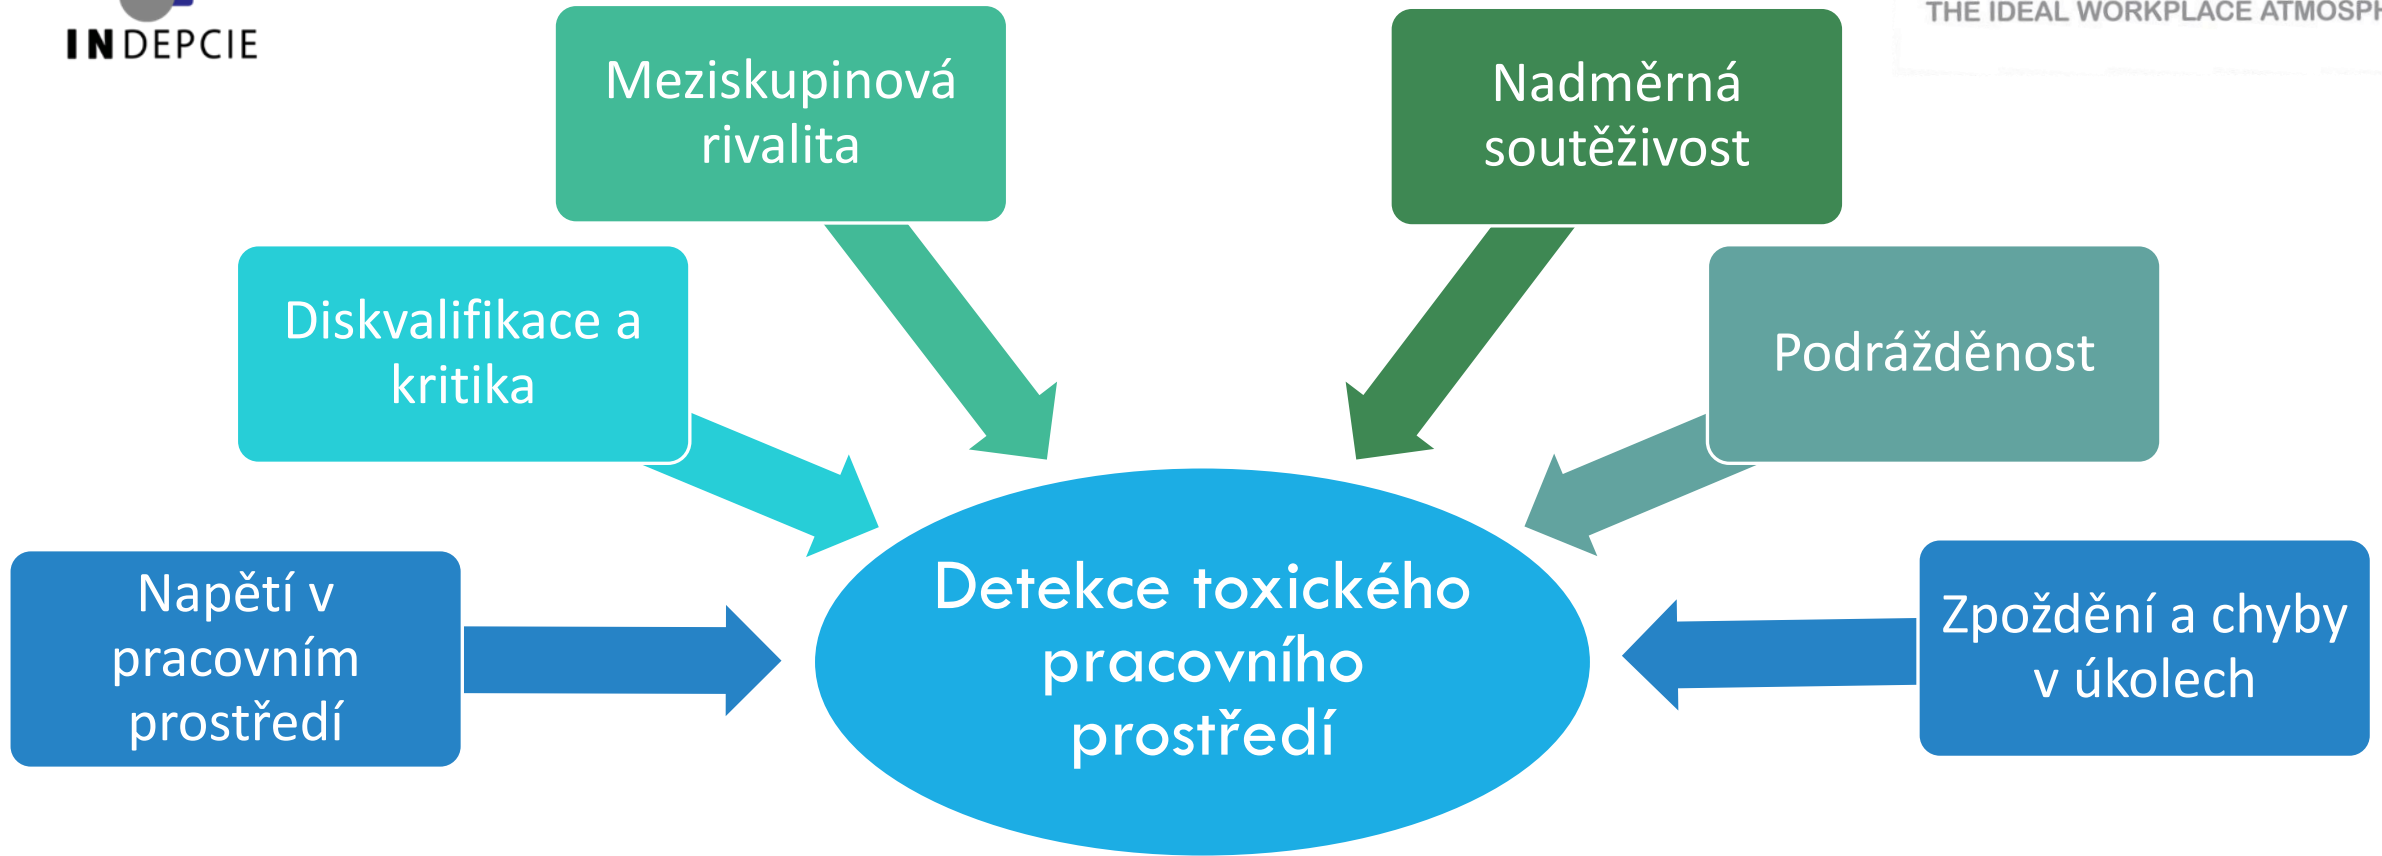 INDEPCIE
THE IDEAL WORKPLACE
Meziskupinová
rivalita
Nadměrná
soutěživost
Diskvalifikace a
kritika
Podrážděnost
Napětí v
pracovním
prostředí
Detekce toxického
pracovního
prostředí
Zpoždění a chyby
v úkolech